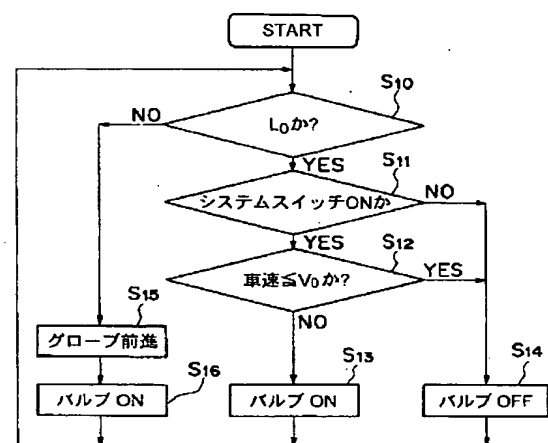 START
S10
L0か?
NO
YES
S11
システムスイッチONか
NO
YES
S12
車速≦V0か?
YES
NO
S15
グローブ前進
S16
バルブ ON
S13
バルブ ON
S14
バルブ OFF